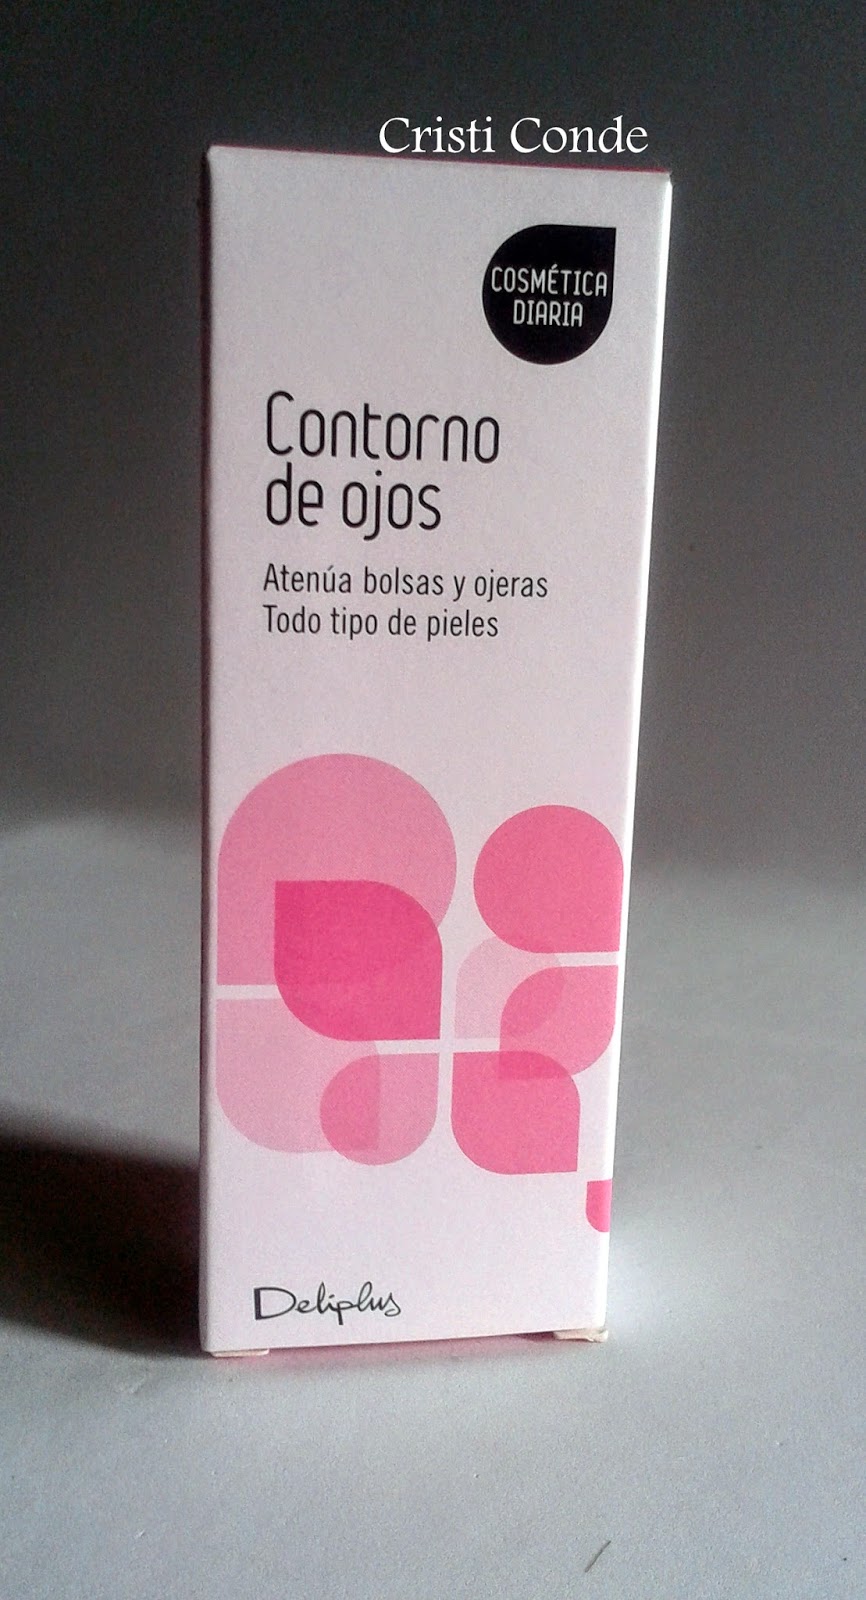 Cristi Conde
COSMÉTICA
DIARIA
Contorno
de ojos
Atenúa bolsas y ojeras
Todo tipo de pieles
Deliplus